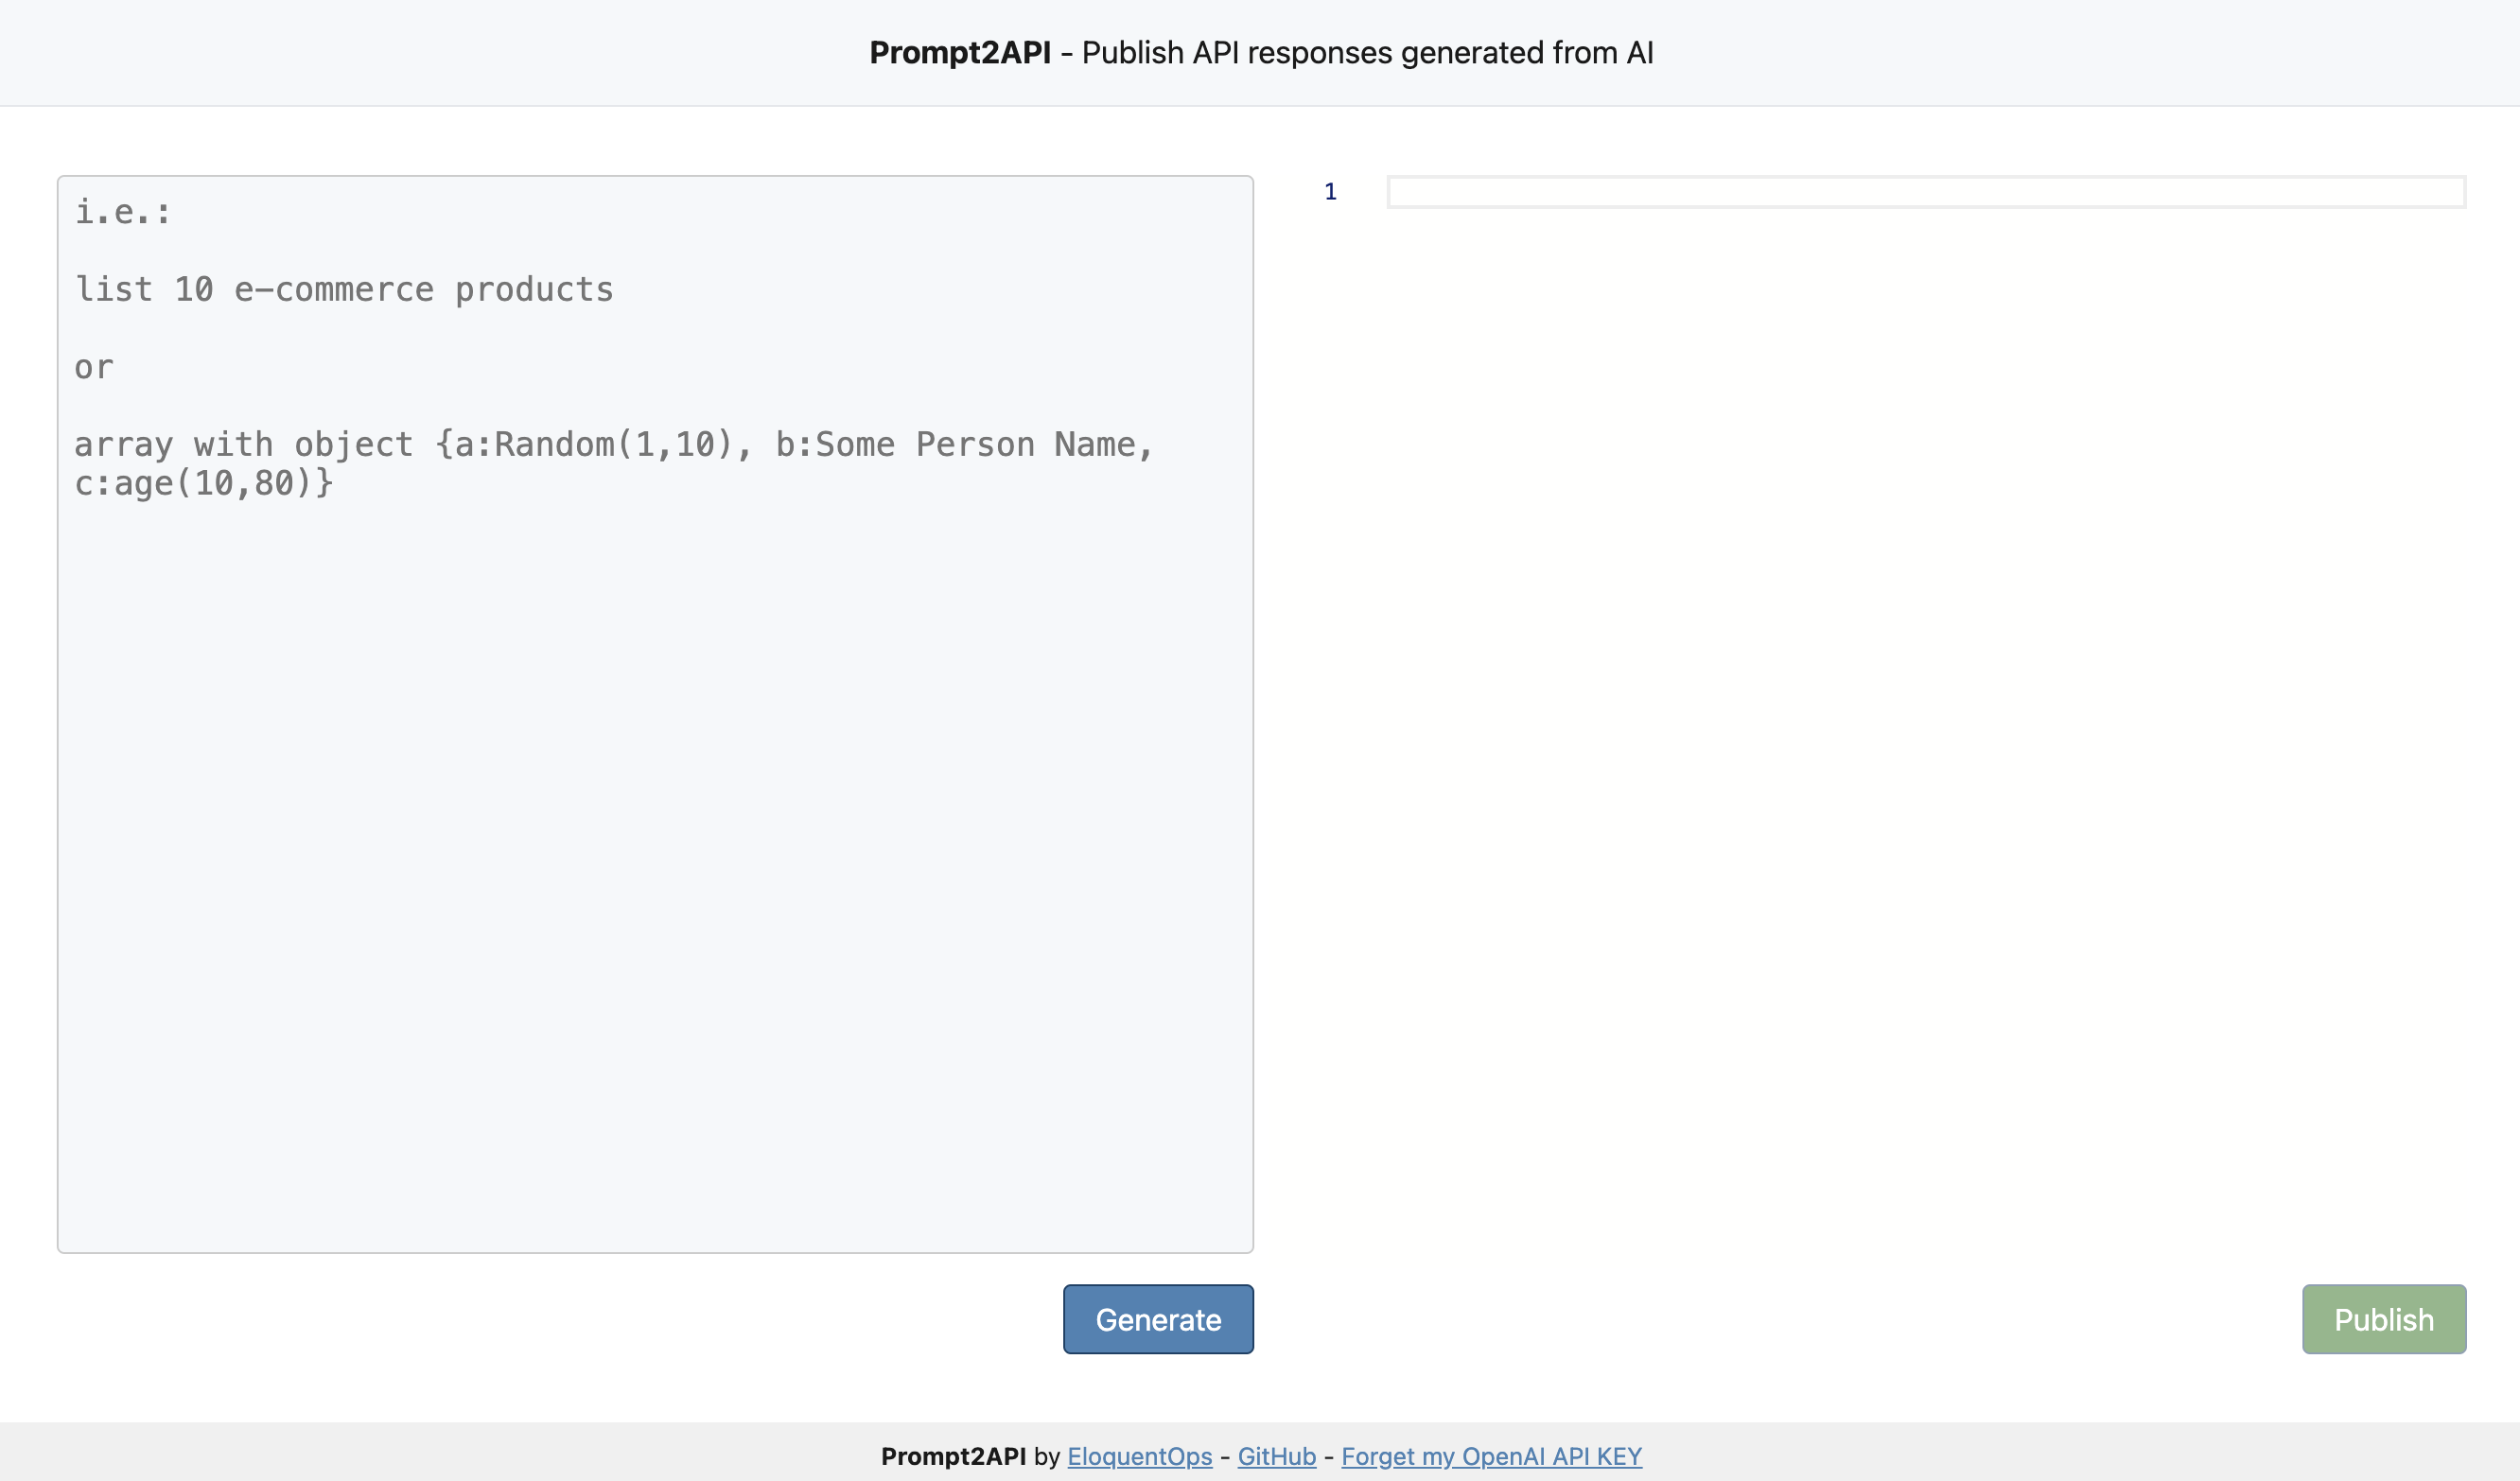 Prompt2API - Publish API responses generated from AI
i.e.:
list 10 e-commerce products
or
array with object {a:Random(1,10), b:Some Person Name,
c:age(10,80)}
1
Generate
Publish
Prompt2API by EloquentOps - GitHub - Forget my OpenAI API KEY